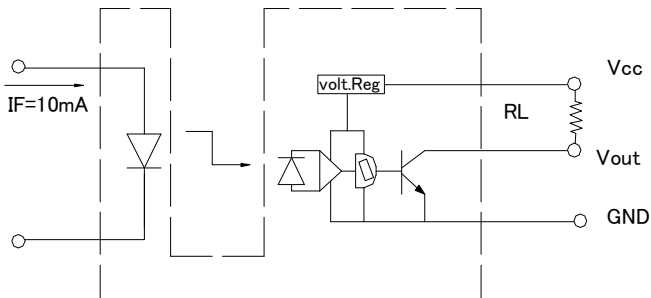 Vcc
volt.Reg
IF=10mA
RL
Vout
GND